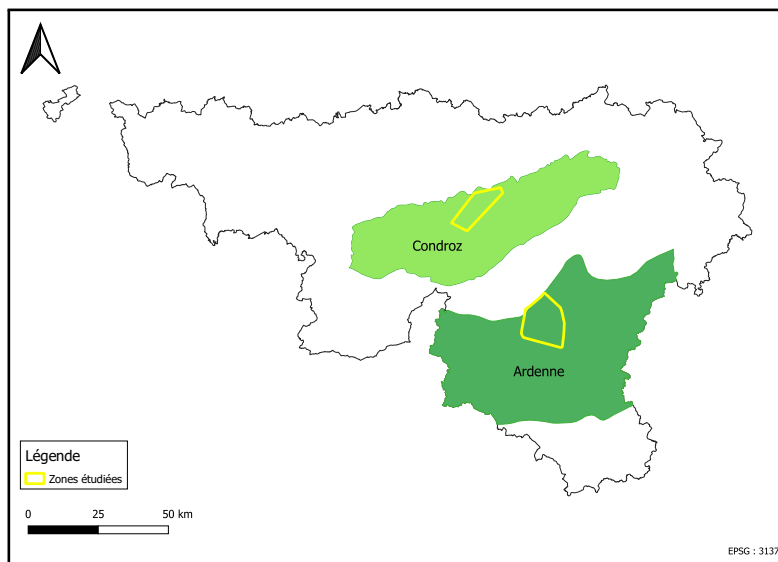 Condroz
Ardenne
Légende
Zones étudiées
0 25 50 km
EPSG : 3137